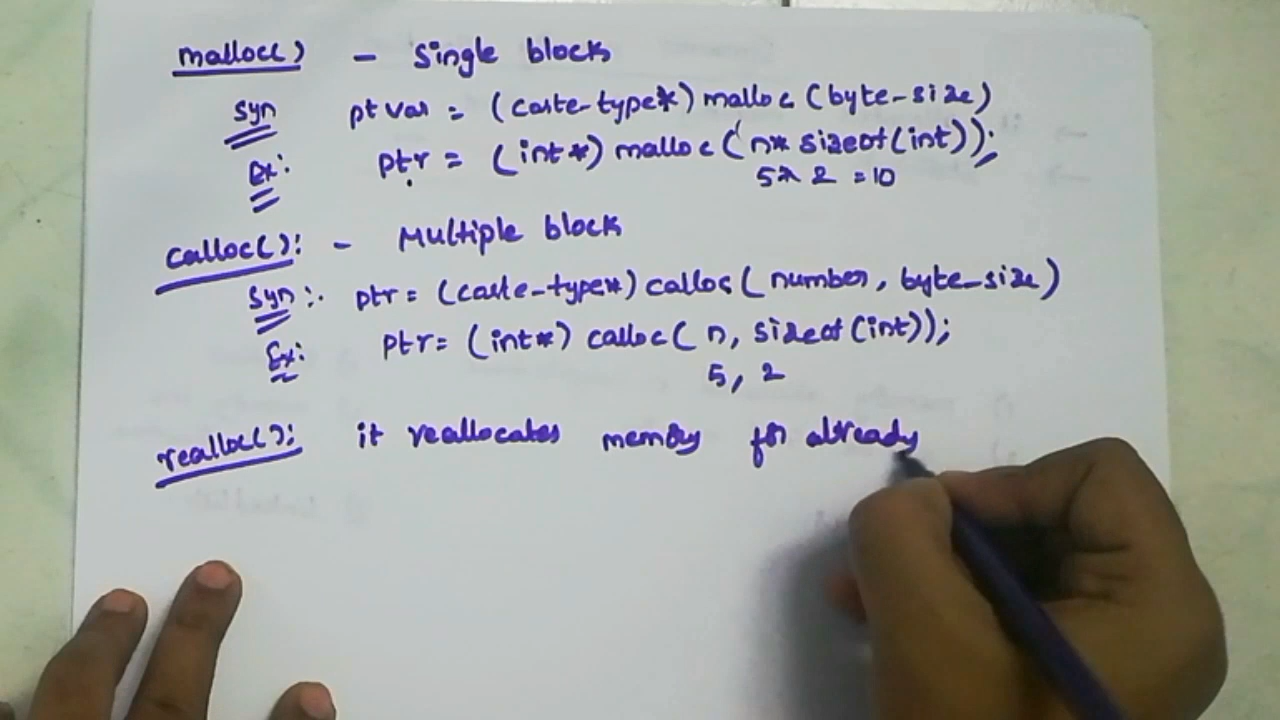 malloc() - Single block
Syn ptvar = (caste-type*) malloc (byte-size)
Ex: ptr = (int*) malloc (n* sizeof(int));
5* 2 = 10
calloc(): - Multiple block
Syn:. ptr = (caste-type*) calloc ( number, byte-size)
Ex: ptr = (int*) calloc ( n, sizeof (int));
5, 2
realloc(): it reallocates memory for already